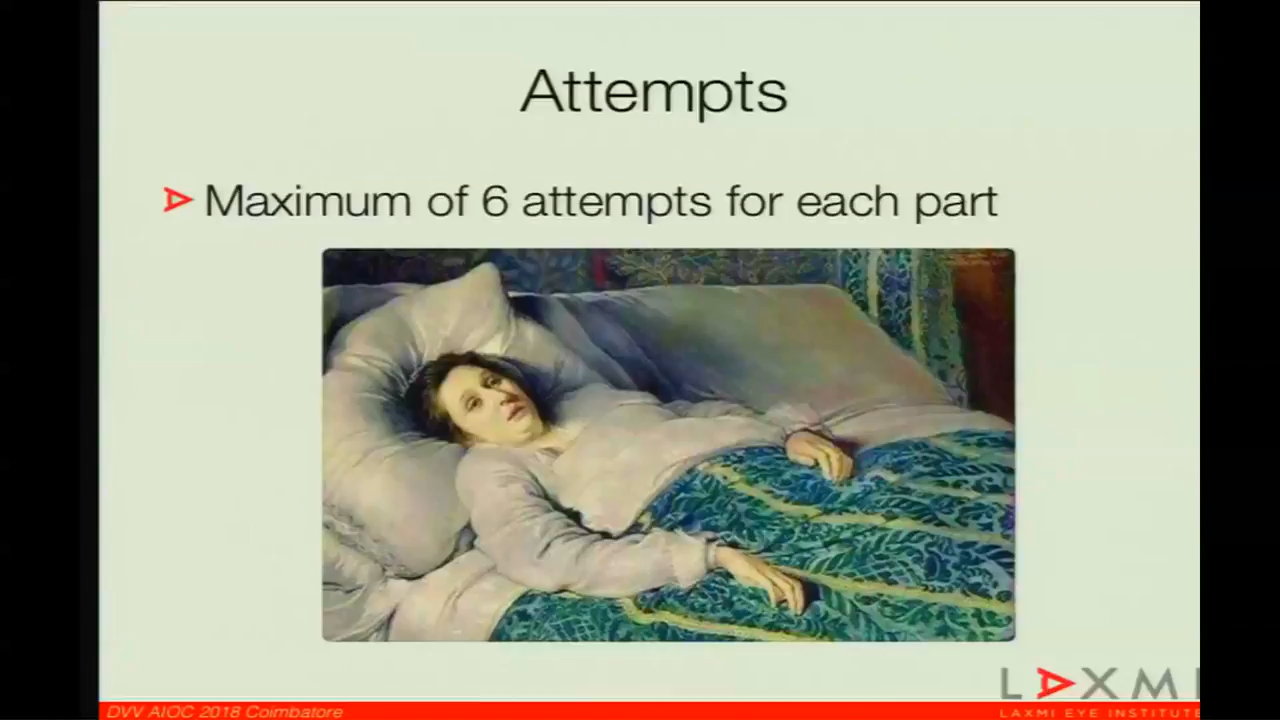 Attempts
Maximum of 6 attempts for each part
LAXMI
DVV AIOC 2018 Coimbatore
LAXMI EYE INSTITUTE